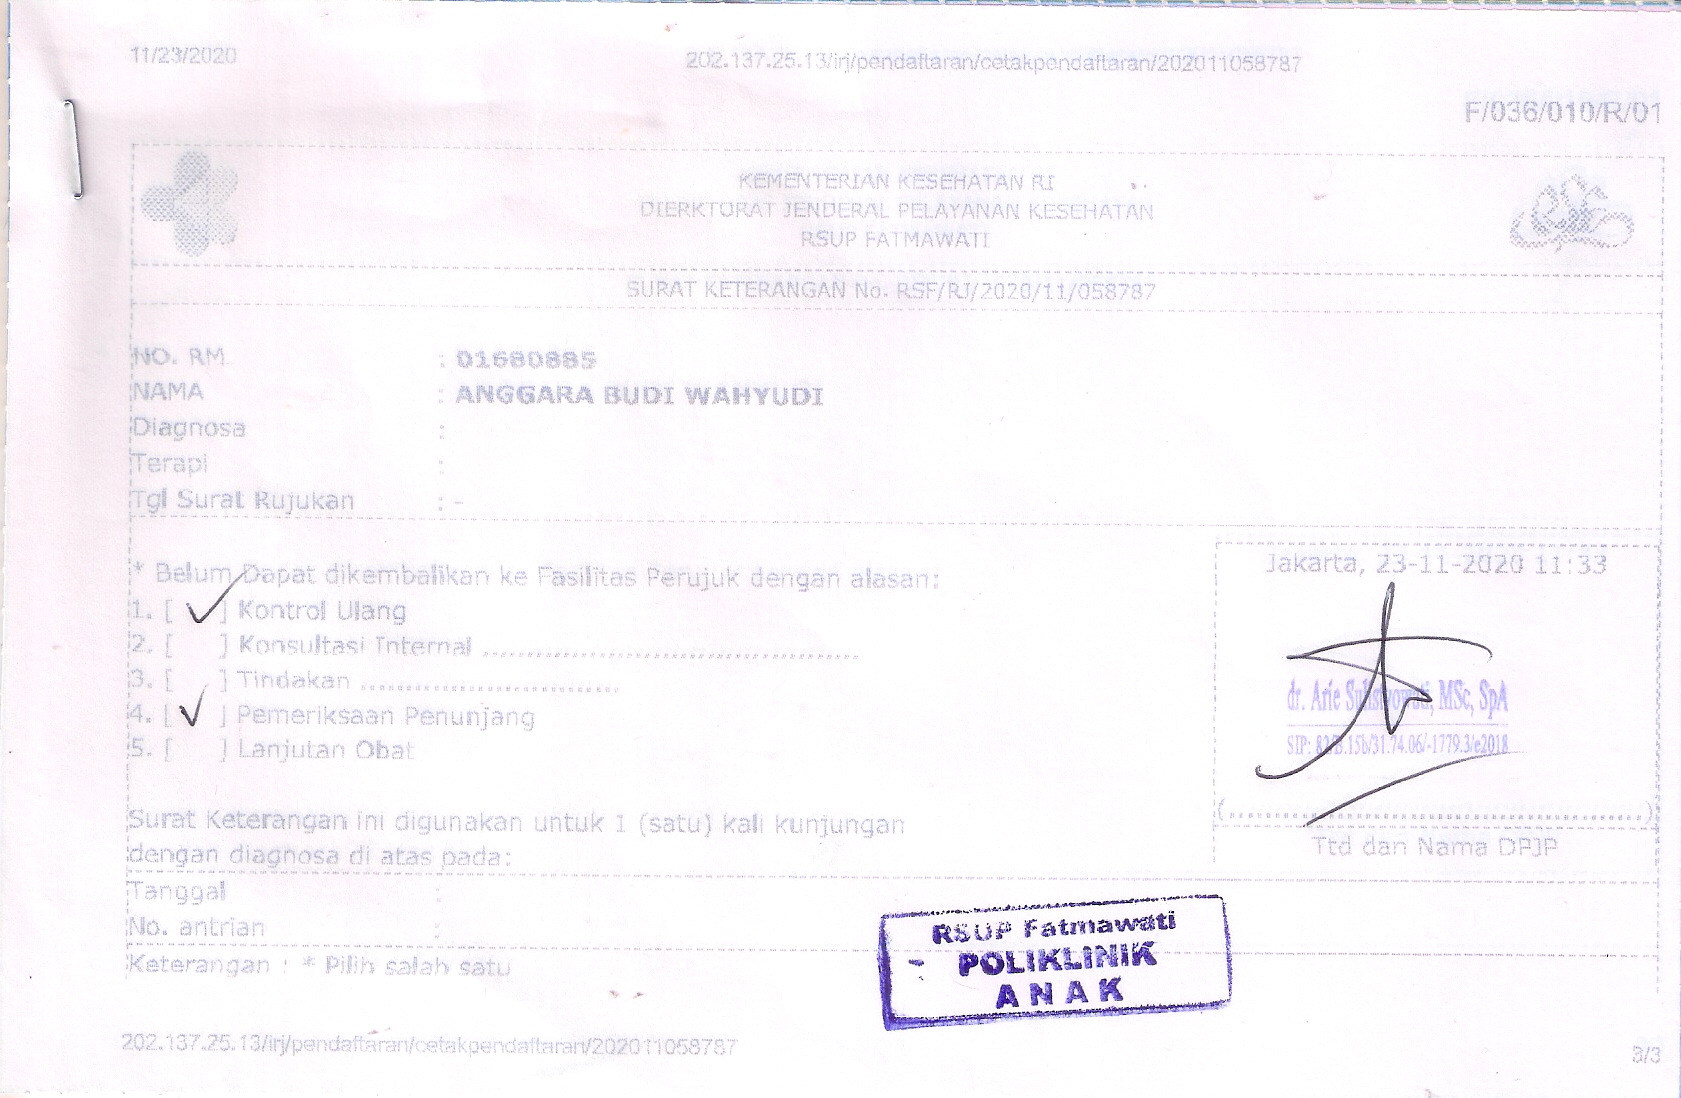 11/23/2020 202.137.25.13/irj/pendaftaran/cetakpendaftaran/202011058787
F/036/010/R/01
KEMENTERIAN KESEHATAN RI
DIERKTORAT JENDERAL PELAYANAN KESEHATAN
RSUP FATMAWATI
SURAT KETERANGAN No. RSF/RJ/2020/11/058787
NO. RM : 01680885
NAMA : ANGGARA BUDI WAHYUDI
Diagnosa :
Terapi :
Tgl Surat Rujukan : -
* Belum Dapat dikembalikan ke Fasilitas Perujuk dengan alasan:
1. [ ✓ ] Kontrol Ulang
2. [ ] Konsultasi Internal ................................................
3. [ ] Tindakan .................................
4. [ ✓ ] Pemeriksaan Penunjang
5. [ ] Lanjutan Obat
Jakarta, 23-11-2020 11:33
dr. Arie Sulistyowati, MSc, SpA
SIP: 82/B.15b/31.74.06/-1779.3/e2018
(......................................................)
Ttd dan Nama DPJP
Surat Keterangan ini digunakan untuk 1 (satu) kali kunjungan
dengan diagnosa di atas pada:
Tanggal :
No. antrian :
Keterangan : * Pilih salah satu
RSUP Fatmawati
POLIKLINIK
ANAK
202.137.25.13/irj/pendaftaran/cetakpendaftaran/202011058787 3/3